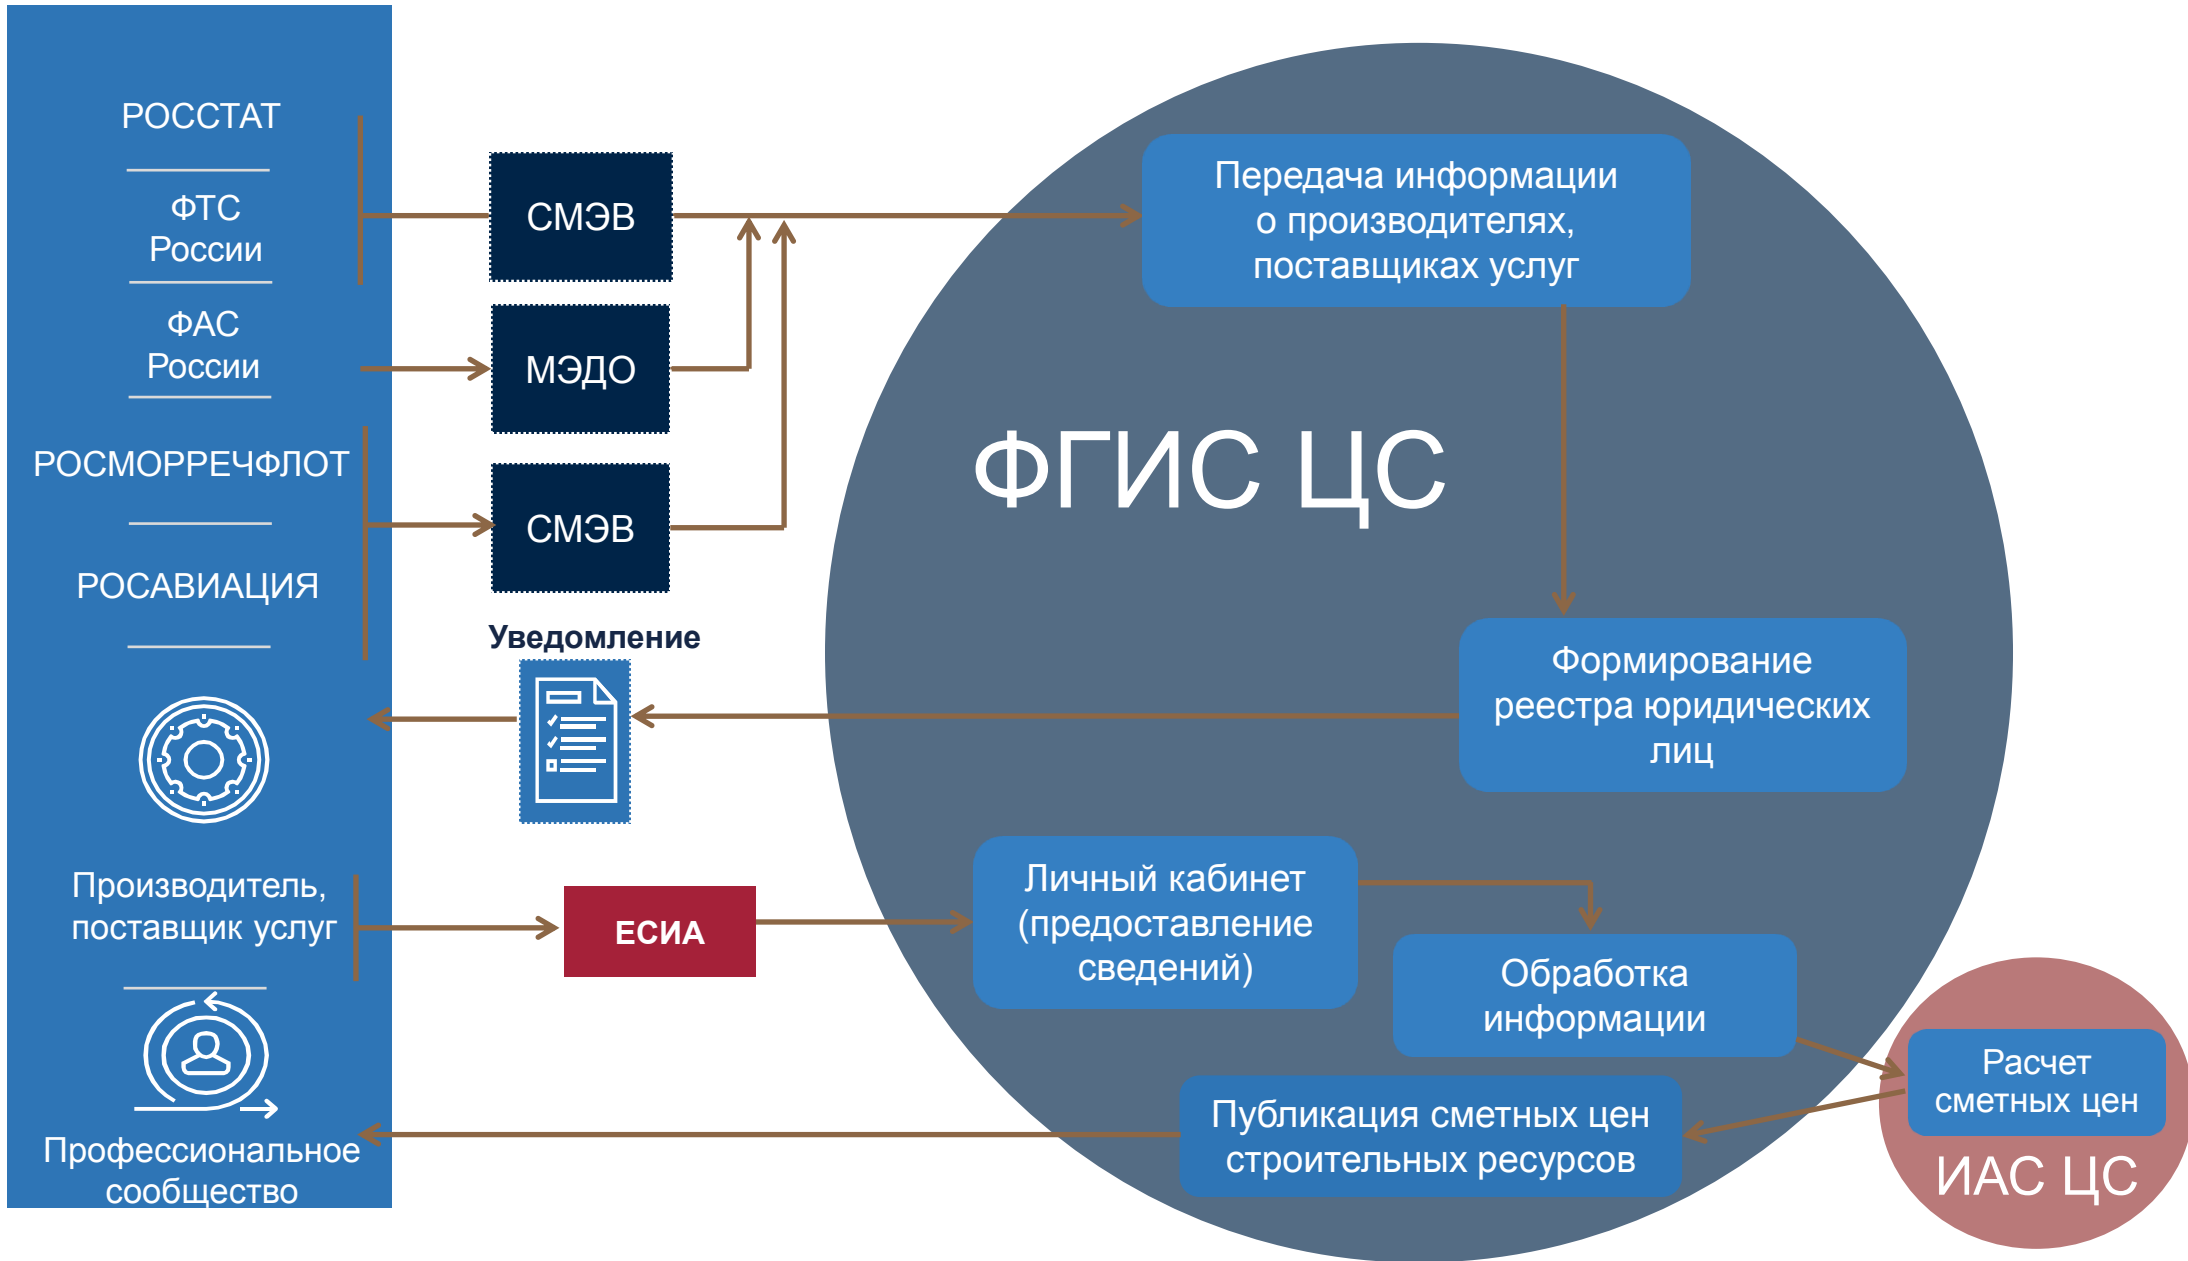 РОССТАТ
ФТС
России
ФАС
России
РОСМОРРЕЧФЛОТ
РОСАВИАЦИЯ
Производитель,
поставщик услуг
Профессиональное
сообщество
СМЭВ
МЭДО
СМЭВ
Уведомление
ЕСИА
Передача информации
о производителях,
поставщиках услуг
ФГИС ЦС
Формирование
реестра юридических
лиц
Личный кабинет
(предоставление
сведений)
Обработка
информации
Публикация сметных цен
строительных ресурсов
Расчет
сметных цен
ИАС ЦС